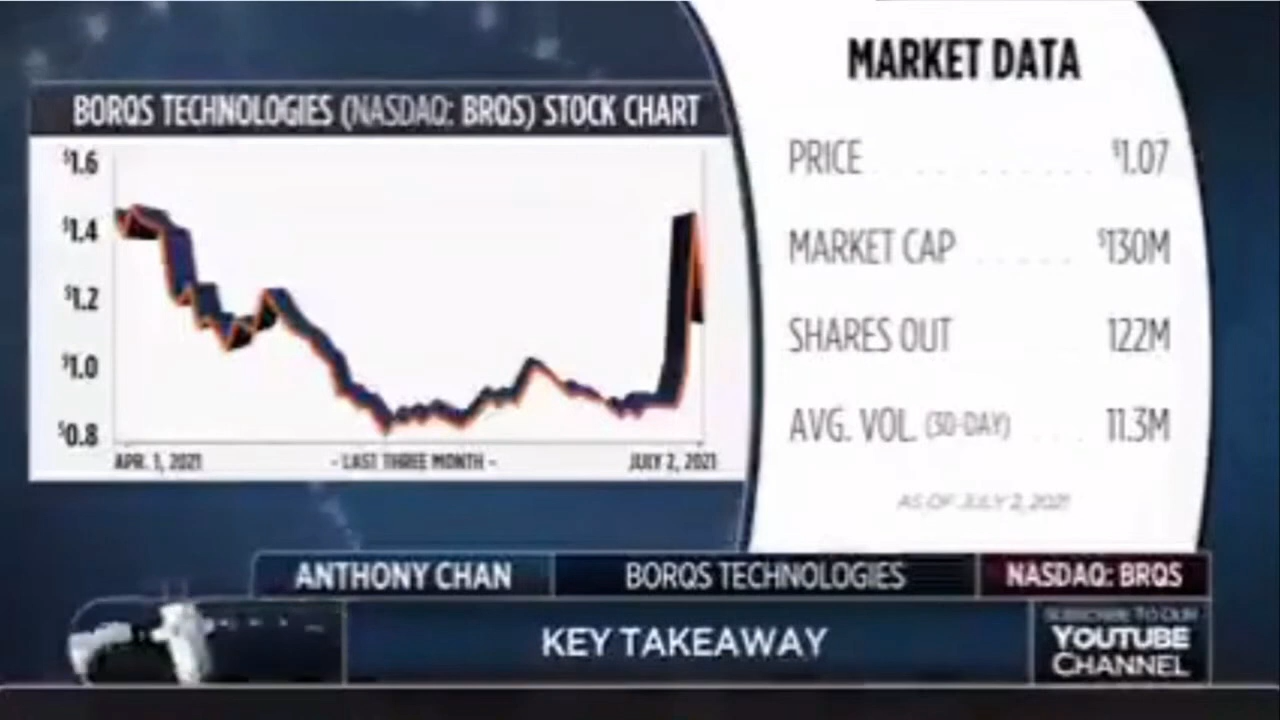 MARKET DATA
BORQS TECHNOLOGIES (NASDAQ: BRQS) STOCK CHART
$1.6
$1.4
$1.2
$1.0
$0.8
APR. 1, 2021 - LAST THREE MONTH - JULY 2, 2021
PRICE $1.07
MARKET CAP $130M
SHARES OUT 122M
AVG. VOL. (30-DAY) 11.3M
AS OF JULY 2, 2021
ANTHONY CHAN BORQS TECHNOLOGIES NASDAQ: BRQS
KEY TAKEAWAY
SUBSCRIBE TO OUR
YOUTUBE
CHANNEL